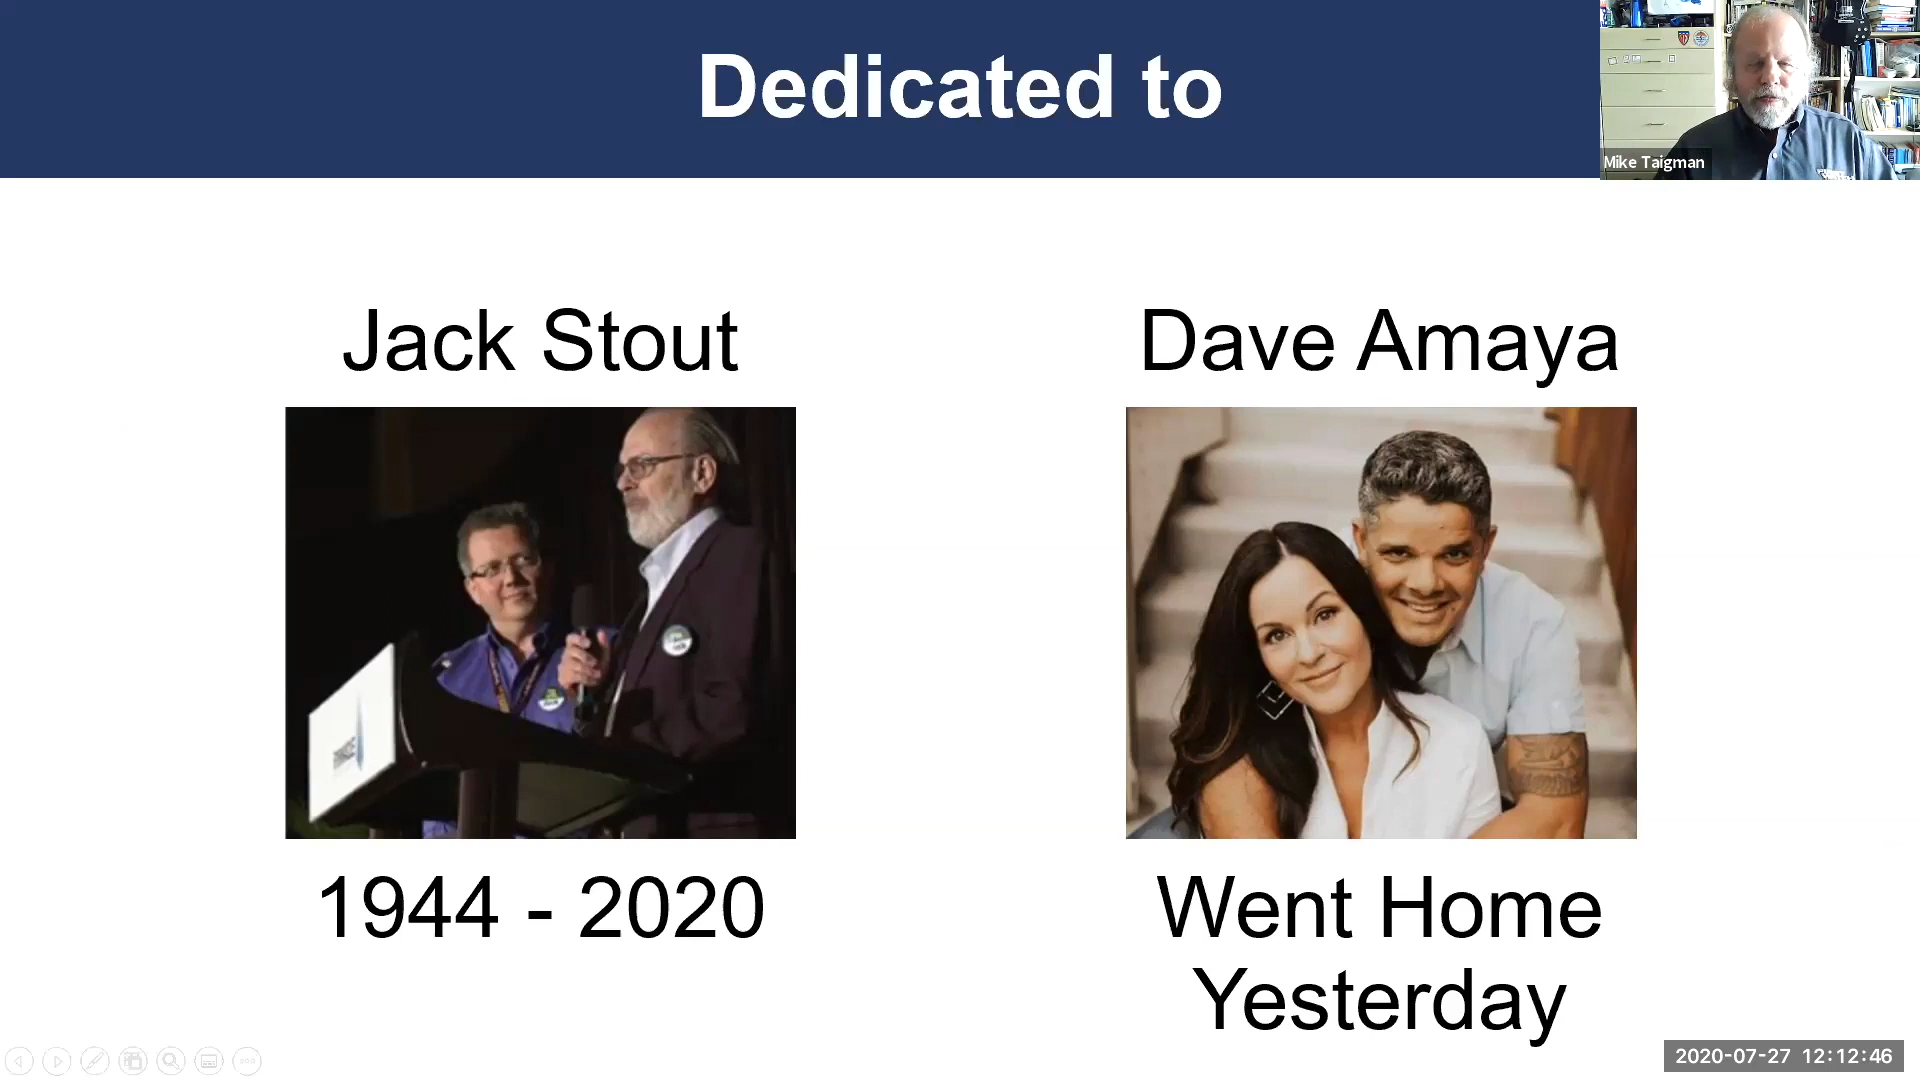 Dedicated to
Mike Taigman
Jack Stout
Dave Amaya
1944 - 2020
Went Home
Yesterday
2020-07-27 12:12:46